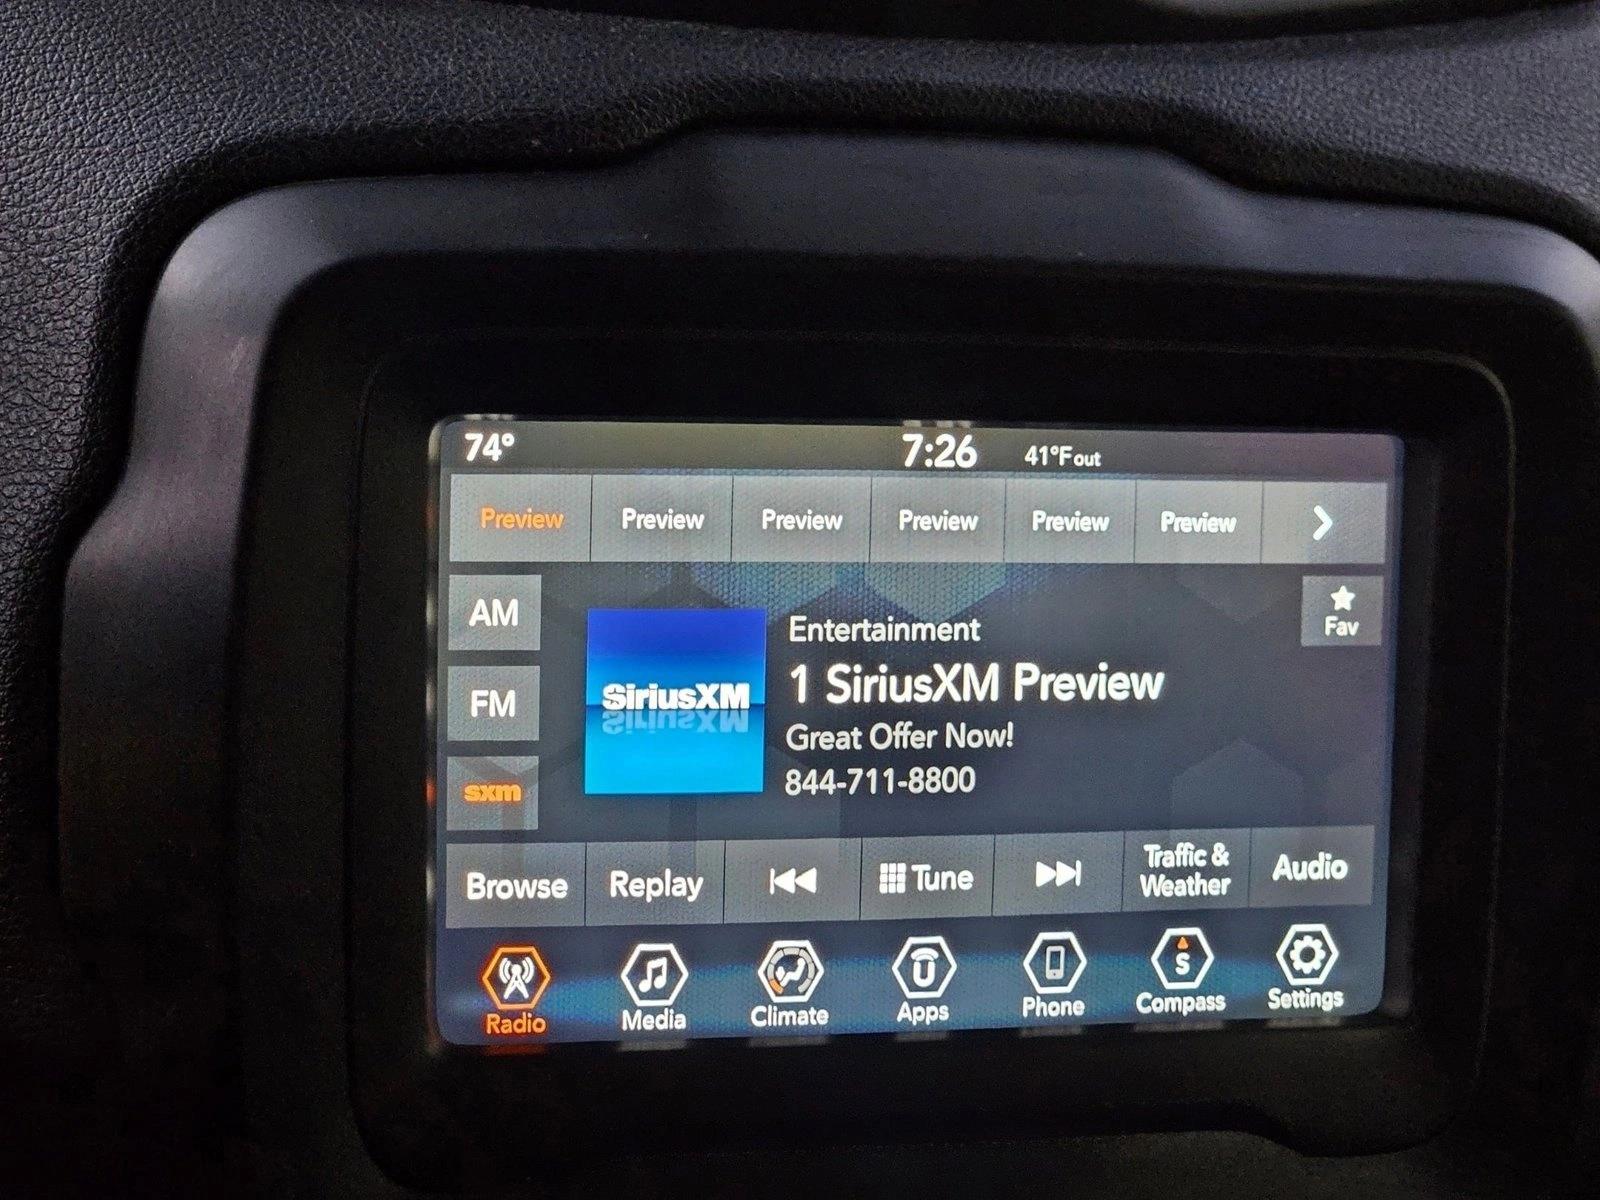 74° 7:26 41°F out
Preview Preview Preview Preview Preview Preview
AM
FM
sxm
SiriusXM
Entertainment
1 SiriusXM Preview
Great Offer Now!
844-711-8800
Fav
Browse Replay Tune Traffic & Weather Audio
U S
Radio Media Climate Apps Phone Compass Settings